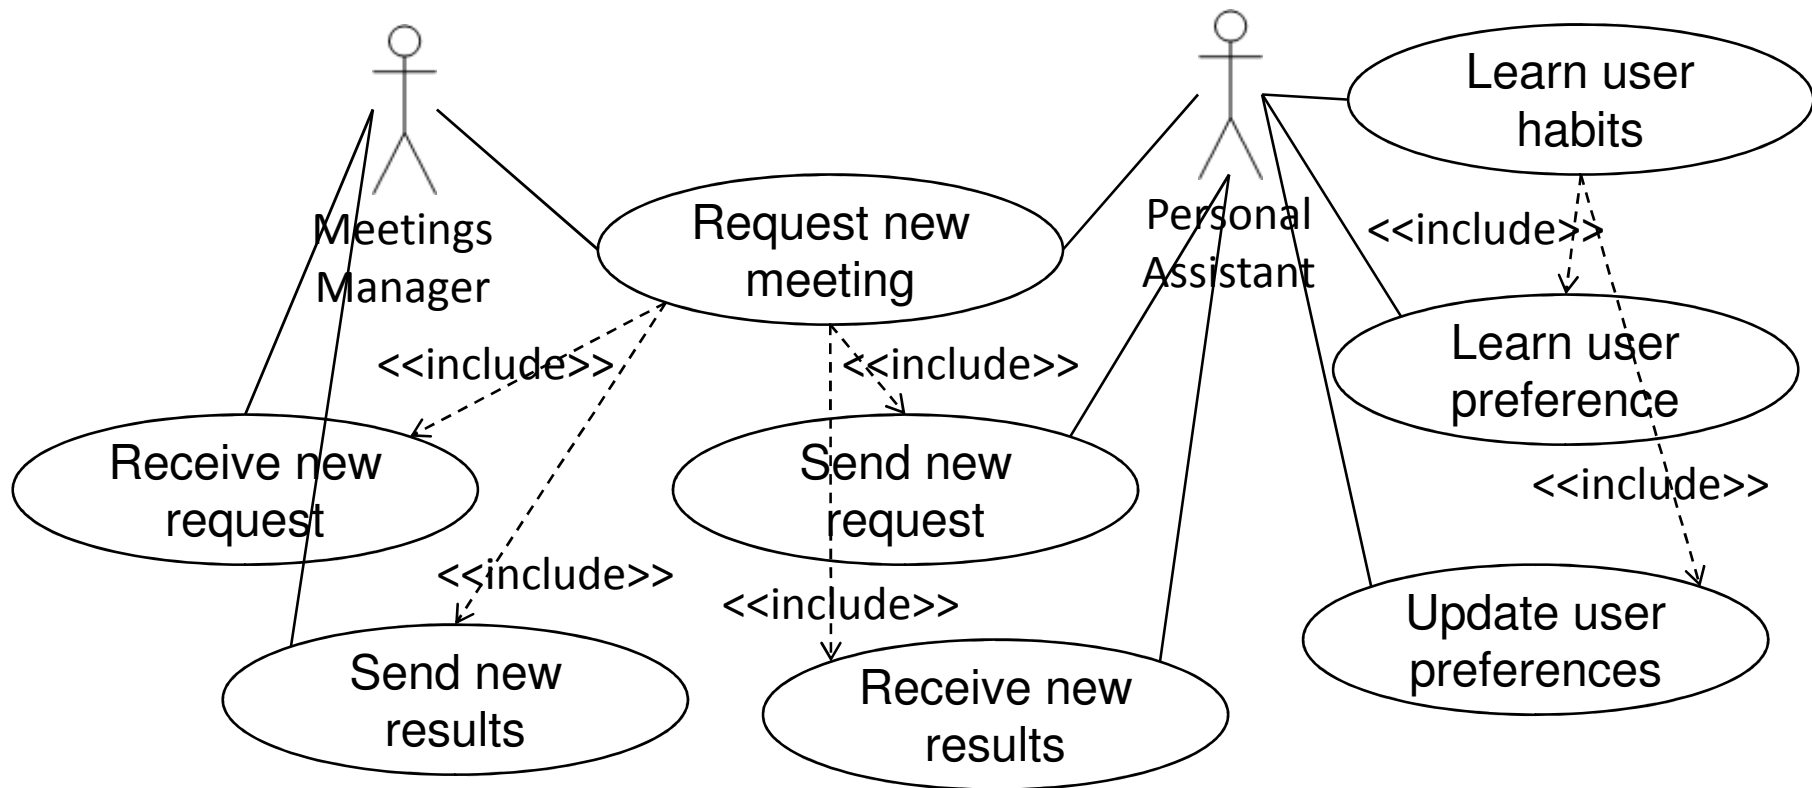 Learn user
habits
Meetings
Manager
Request new
meeting
Personal
Assistant
<<include>>
Learn user
preference
<<include>>
<<include>>
Receive new
request
Send new
request
<<include>>
<<include>>
<<include>>
Send new
results
Receive new
results
Update user
preferences